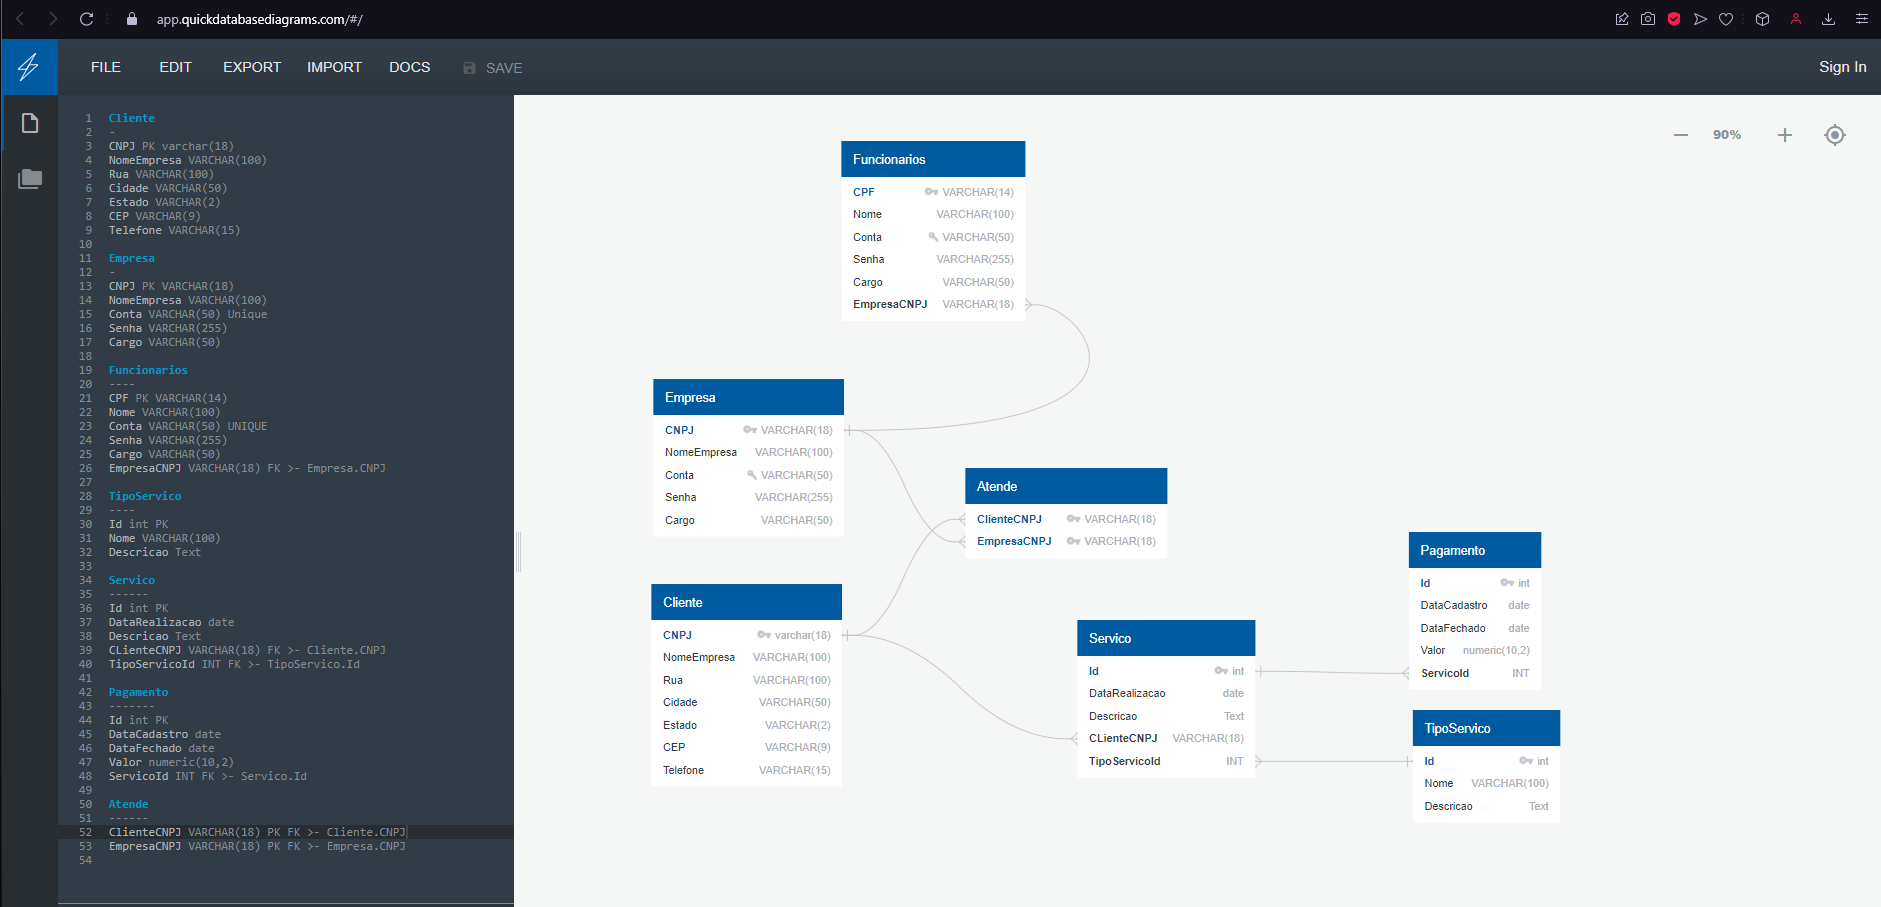 app.quickdatabasediagrams.com/#/
FILE EDIT EXPORT IMPORT DOCS SAVE Sign In
1 Cliente
2 -
3 CNPJ PK varchar(18)
4 NomeEmpresa VARCHAR(100)
5 Rua VARCHAR(100)
6 Cidade VARCHAR(50)
7 Estado VARCHAR(2)
8 CEP VARCHAR(9)
9 Telefone VARCHAR(15)
10
11 Empresa
12 -
13 CNPJ PK VARCHAR(18)
14 NomeEmpresa VARCHAR(100)
15 Conta VARCHAR(50) Unique
16 Senha VARCHAR(255)
17 Cargo VARCHAR(50)
18
19 Funcionarios
20 ----
21 CPF PK VARCHAR(14)
22 Nome VARCHAR(100)
23 Conta VARCHAR(50) UNIQUE
24 Senha VARCHAR(255)
25 Cargo VARCHAR(50)
26 EmpresaCNPJ VARCHAR(18) FK >- Empresa.CNPJ
27
28 TipoServico
29 ----
30 Id int PK
31 Nome VARCHAR(100)
32 Descricao Text
33
34 Servico
35 ------
36 Id int PK
37 DataRealizacao date
38 Descricao Text
39 CLienteCNPJ VARCHAR(18) FK >- Cliente.CNPJ
40 TipoServicoId INT FK >- TipoServico.Id
41
42 Pagamento
43 -------
44 Id int PK
45 DataCadastro date
46 DataFechado date
47 Valor numeric(10,2)
48 ServicoId INT FK >- Servico.Id
49
50 Atende
51 ------
52 ClienteCNPJ VARCHAR(18) PK FK >- Cliente.CNPJ
53 EmpresaCNPJ VARCHAR(18) PK FK >- Empresa.CNPJ
54
90%
Funcionarios
CPF VARCHAR(14)
Nome VARCHAR(100)
Conta VARCHAR(50)
Senha VARCHAR(255)
Cargo VARCHAR(50)
EmpresaCNPJ VARCHAR(18)
Empresa
CNPJ VARCHAR(18)
NomeEmpresa VARCHAR(100)
Conta VARCHAR(50)
Senha VARCHAR(255)
Cargo VARCHAR(50)
Atende
ClienteCNPJ VARCHAR(18)
EmpresaCNPJ VARCHAR(18)
Cliente
CNPJ varchar(18)
NomeEmpresa VARCHAR(100)
Rua VARCHAR(100)
Cidade VARCHAR(50)
Estado VARCHAR(2)
CEP VARCHAR(9)
Telefone VARCHAR(15)
Servico
Id int
DataRealizacao date
Descricao Text
CLienteCNPJ VARCHAR(18)
TipoServicoId INT
Pagamento
Id int
DataCadastro date
DataFechado date
Valor numeric(10,2)
ServicoId INT
TipoServico
Id int
Nome VARCHAR(100)
Descricao Text